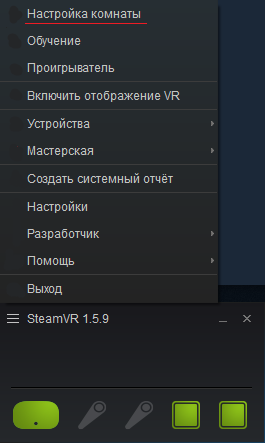 Настройка комнаты
Обучение
Проигрыватель
Включить отображение VR
Устройства
Мастерская
Создать системный отчёт
Настройки
Разработчик
Помощь
Выход
SteamVR 1.5.9